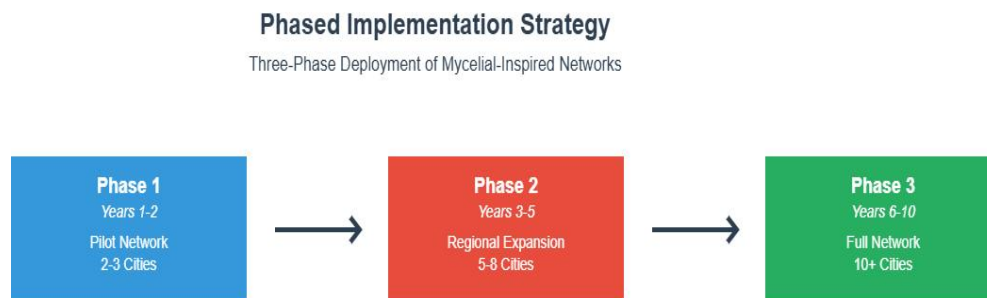 Phased Implementation Strategy
Three-Phase Deployment of Mycelial-Inspired Networks
Phase 1
Years 1-2
Pilot Network
2-3 Cities
Phase 2
Years 3-5
Regional Expansion
5-8 Cities
Phase 3
Years 6-10
Full Network
10+ Cities